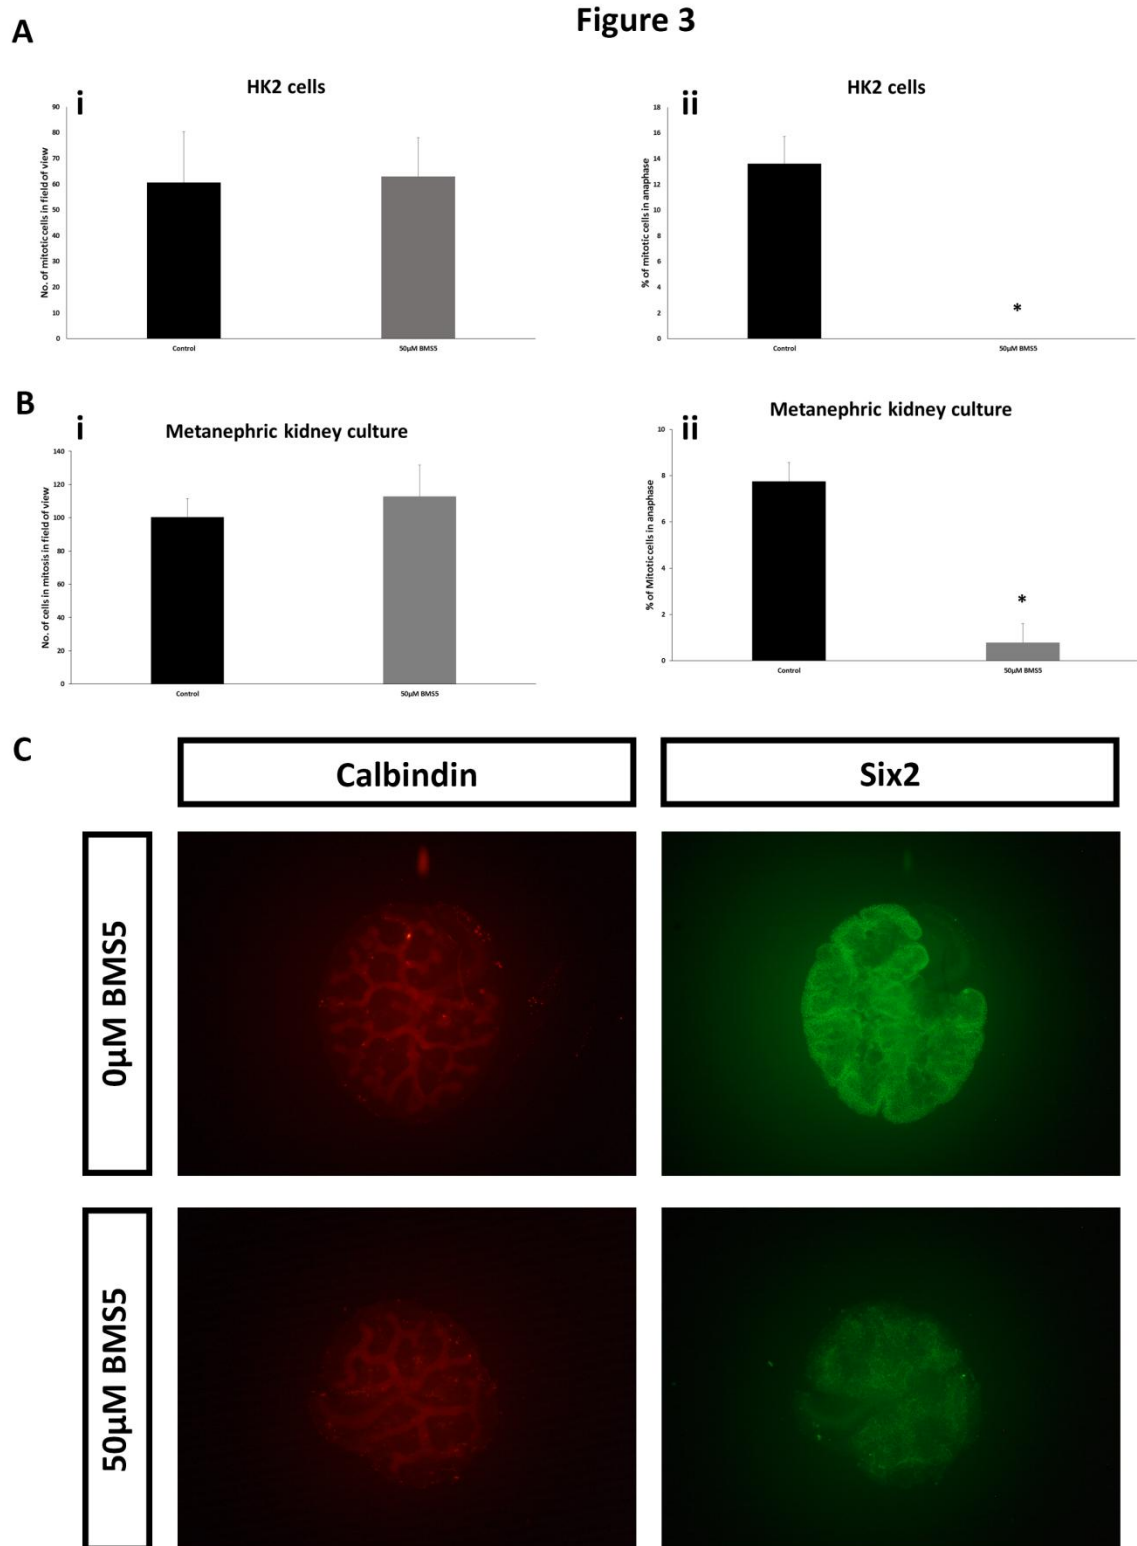 Figure 3
A
i
HK2 cells
No. of mitotic cells in field of view
90
80
70
60
50
40
30
20
10
0
Control
50µM BMS5
ii
HK2 cells
% of mitotic cells in anaphase
18
16
14
12
10
8
6
4
2
0
*
Control
50µM BMS5
B
i
Metanephric kidney culture
No. of cells in mitosis in field of view
140
120
100
80
60
40
20
0
Control
50µM BMS5
ii
Metanephric kidney culture
% of Mitotic cells in anaphase
10
8
6
4
2
0
*
Control
50µM BMS5
C
Calbindin
Six2
0µM BMS5
50µM BMS5